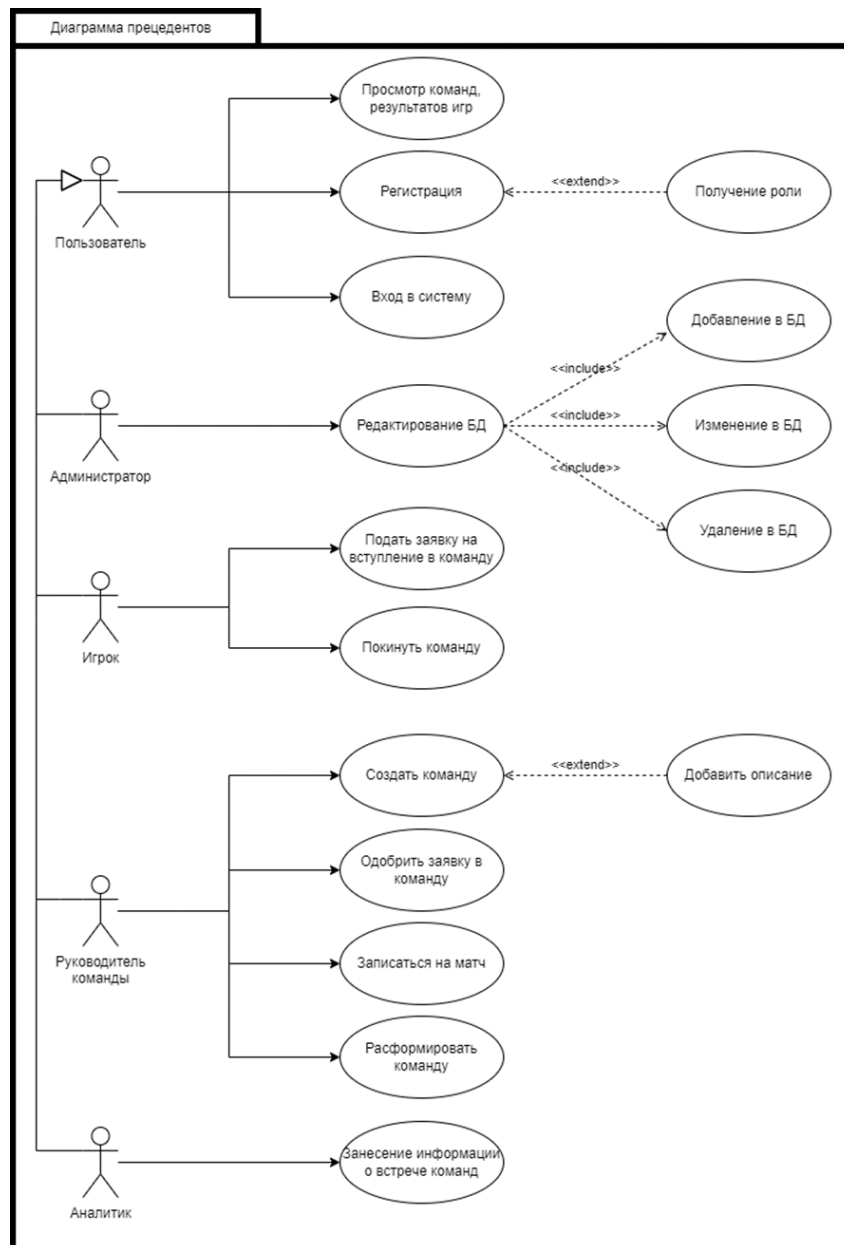 Диаграмма прецедентов
Просмотр команд,
результатов игр
Пользователь
Регистрация
<<extend>>
Получение роли
Вход в систему
Добавление в БД
<<include>>
Администратор
Редактирование БД
<<include>>
Изменение в БД
<<include>>
Удаление в БД
Подать заявку на
вступление в команду
Игрок
Покинуть команду
Создать команду
<<extend>>
Добавить описание
Одобрить заявку в
команду
Руководитель
команды
Записаться на матч
Расформировать
команду
Аналитик
Занесение информации
о встрече команд